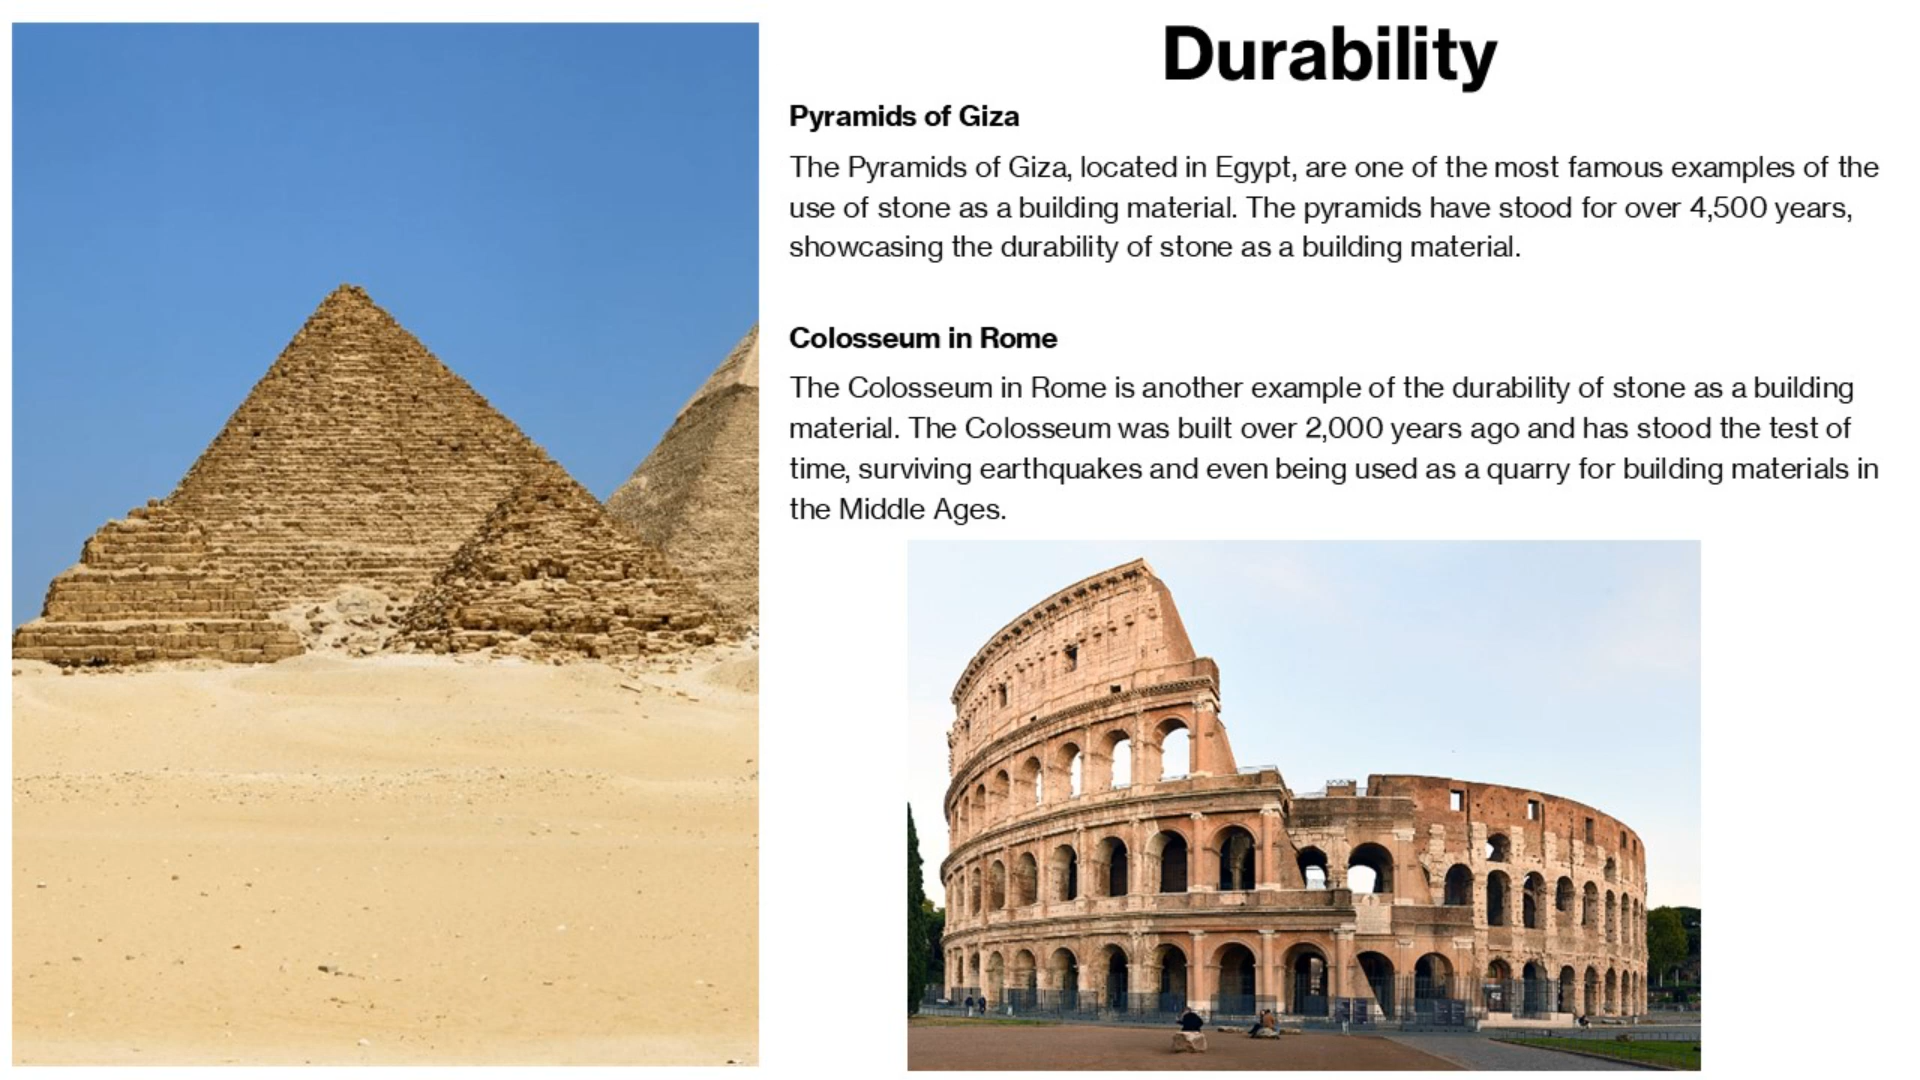 Durability
Pyramids of Giza
The Pyramids of Giza, located in Egypt, are one of the most famous examples of the
use of stone as a building material. The pyramids have stood for over 4,500 years,
showcasing the durability of stone as a building material.
Colosseum in Rome
The Colosseum in Rome is another example of the durability of stone as a building
material. The Colosseum was built over 2,000 years ago and has stood the test of
time, surviving earthquakes and even being used as a quarry for building materials in
the Middle Ages.